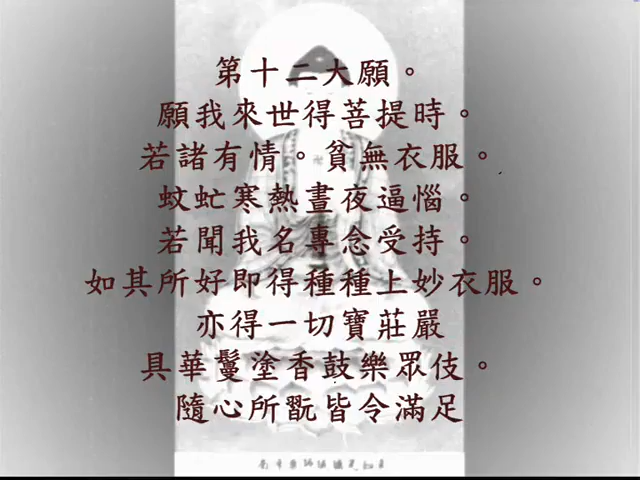 第十二大願。
願我來世得菩提時。
若諸有情。貧無衣服。
蚊虻寒熱晝夜逼惱。
若聞我名專念受持。
如其所好即得種種上妙衣服。
亦得一切寶莊嚴
具華鬘塗香鼓樂眾伎。
隨心所翫皆令滿足